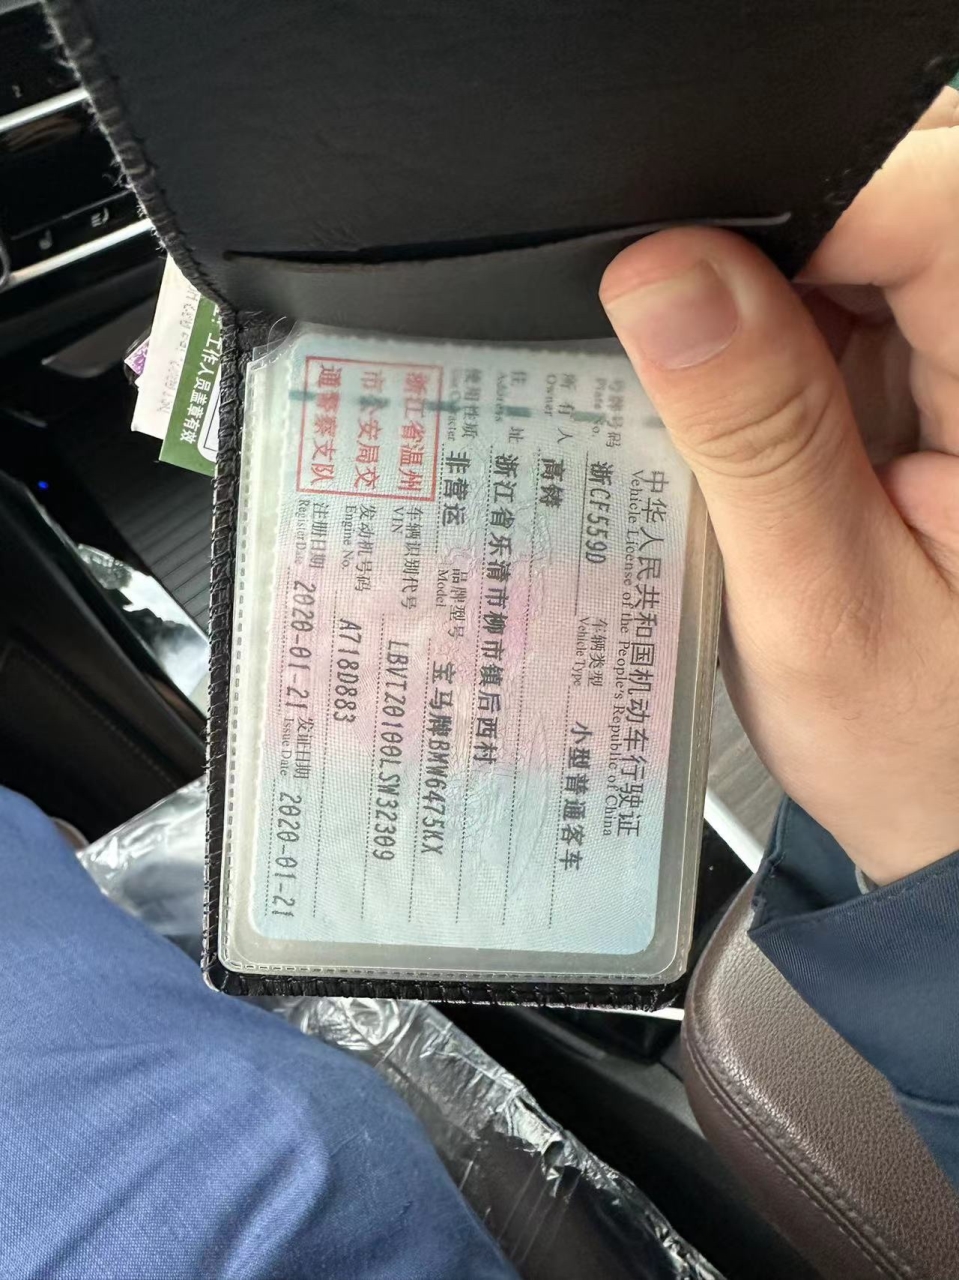 中华人民共和国机动车行驶证
Vehicle License of the People's Republic of China
号牌号码 浙CF559D 车辆类型 小型普通客车
Plate No. Vehicle Type
所有人 高铸
Owner
住址 浙江省乐清市柳市镇后西村
Address
使用性质 非营运 品牌型号 宝马牌BMW6475KX
Use Character Model
浙江省温州
市公安局交
通警察支队
车辆识别代号 LBVTZ0100LSW32309
VIN
发动机号码 A718D883
Engine No.
注册日期 2020-01-21 发证日期 2020-01-21
Register Date Issue Date
工作人员盖章有效